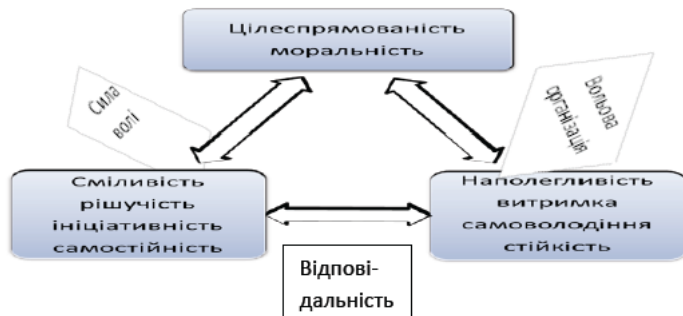 Цілеспрямованість
моральність
Сила
волі
Вольова
організація
Сміливість
рішучість
ініціативність
самостійність
Наполегливість
витримка
самоволодіння
стійкість
Відпові-
дальність